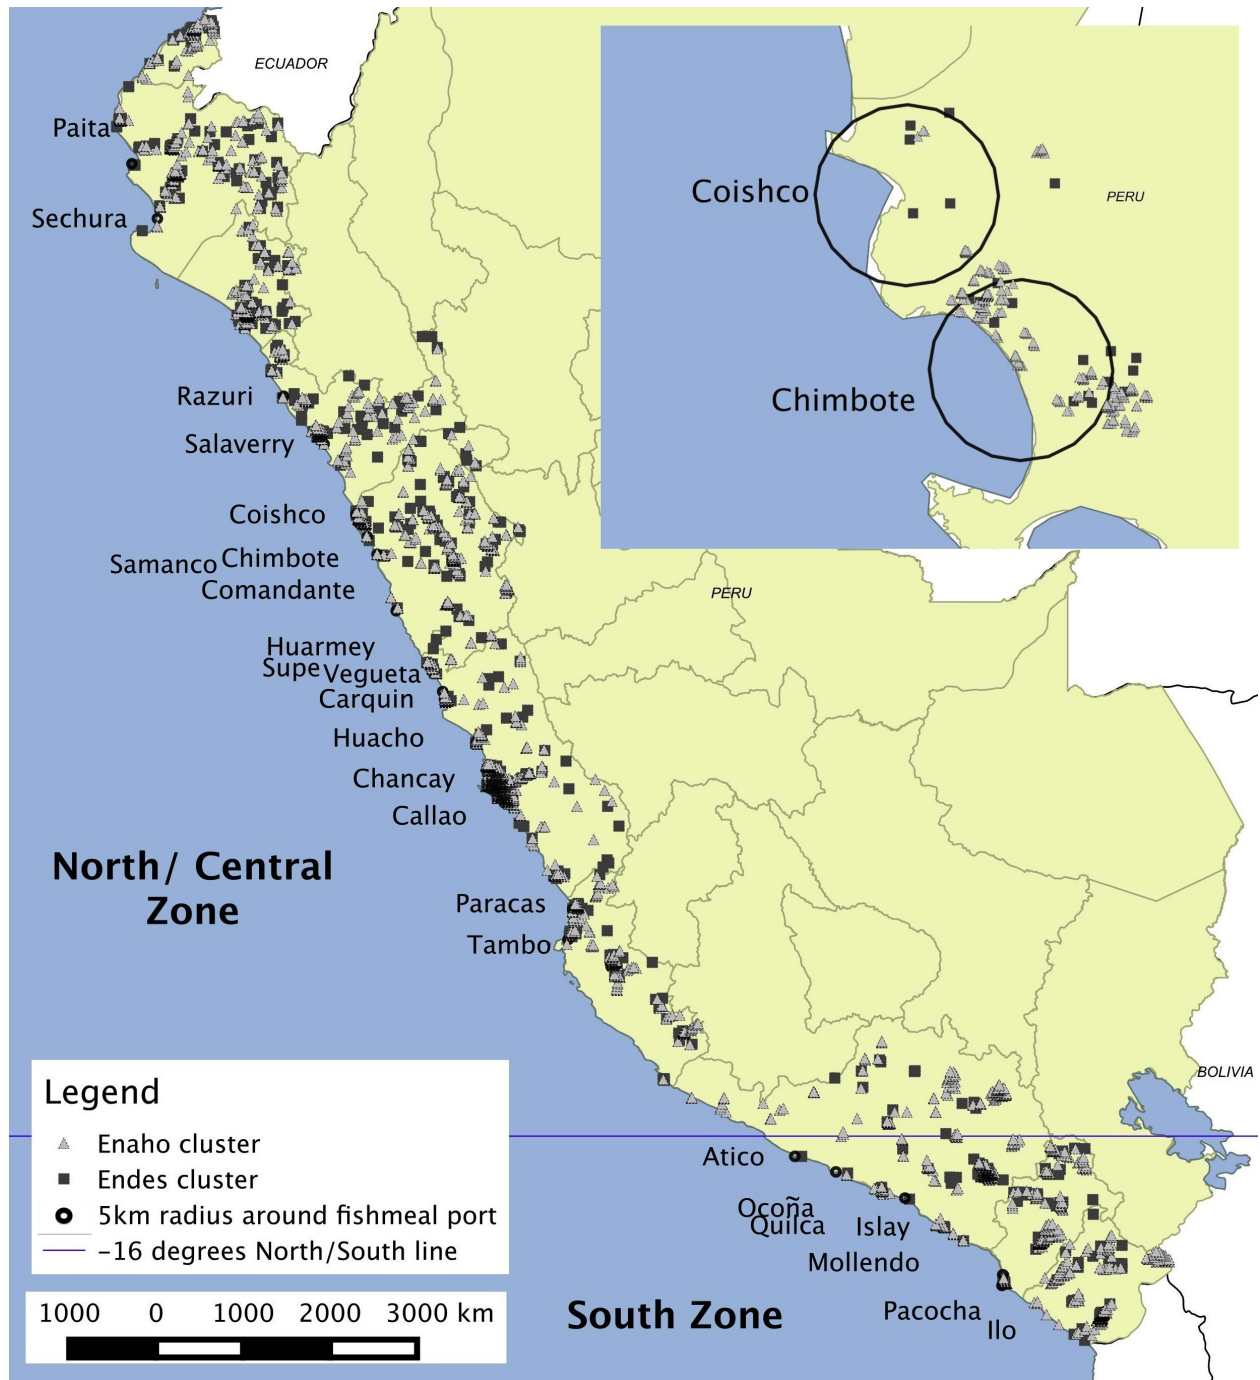 ECUADOR
Paita
Sechura
Coishco
PERU
Chimbote
Razuri
Salaverry
Coishco
Samanco Chimbote
Comandante
PERU
Huarmey
Supe Vegueta
Carquin
Huacho
Chancay
Callao
North/ Central
Zone
Paracas
Tambo
Legend
Enaho cluster
Endes cluster
5km radius around fishmeal port
-16 degrees North/South line
BOLIVIA
Atico
Ocoña
Quilca
Islay
Mollendo
Pacocha
Ilo
South Zone
1000 0 1000 2000 3000 km